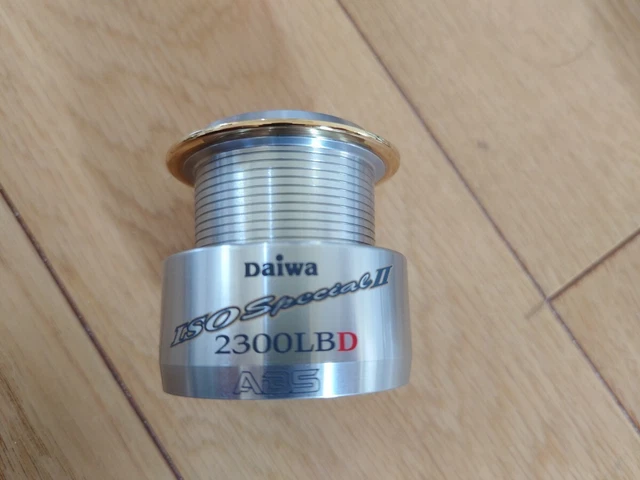 Daiwa
ISO Special II
2300LBD
ABS